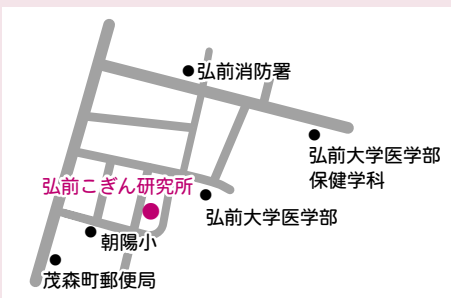 弘前消防署
弘前大学医学部
保健学科
弘前こぎん研究所
弘前大学医学部
朝陽小
茂森町郵便局